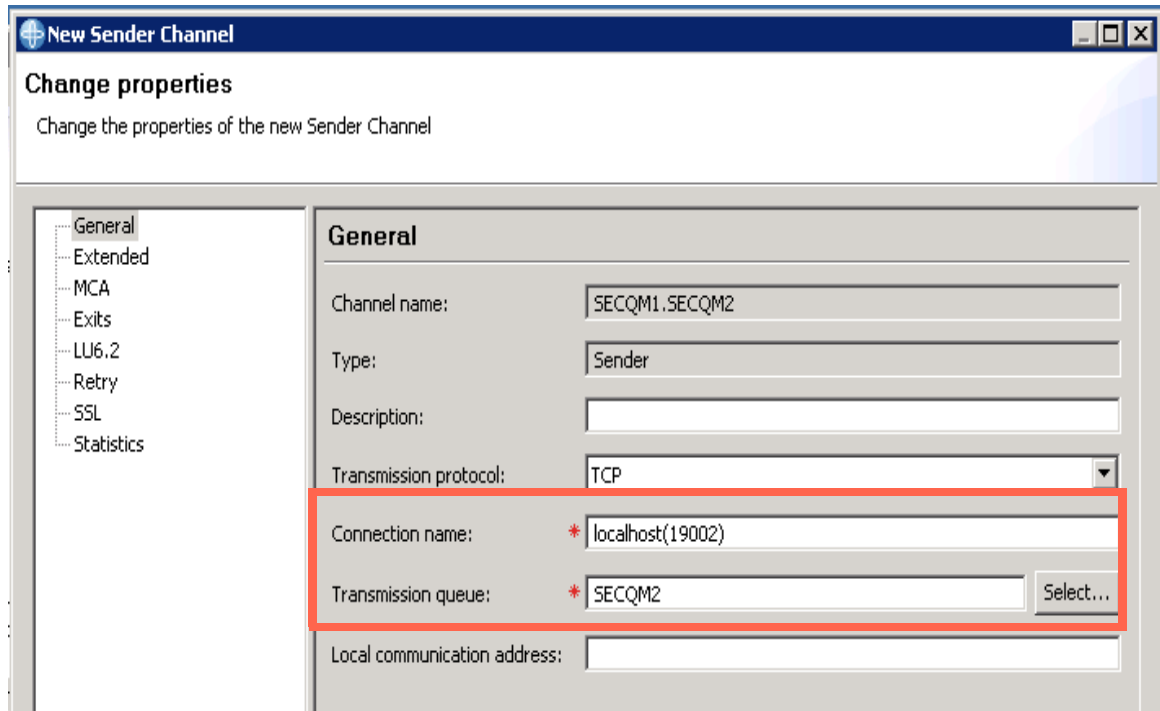 New Sender Channel
Change properties
Change the properties of the new Sender Channel
General
Extended
MCA
Exits
LU6.2
Retry
SSL
Statistics
General
Channel name: SECQM1.SECQM2
Type: Sender
Description:
Transmission protocol: TCP
Connection name: * localhost(19002)
Transmission queue: * SECQM2 Select...
Local communication address: